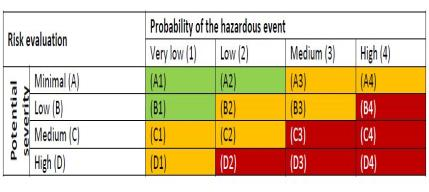 Risk evaluation
Probability of the hazardous event
Very low (1) Low (2) Medium (3) High (4)
Potential severity
Minimal (A) (A1) (A2) (A3) (A4)
Low (B) (B1) (B2) (B3) (B4)
Medium (C) (C1) (C2) (C3) (C4)
High (D) (D1) (D2) (D3) (D4)